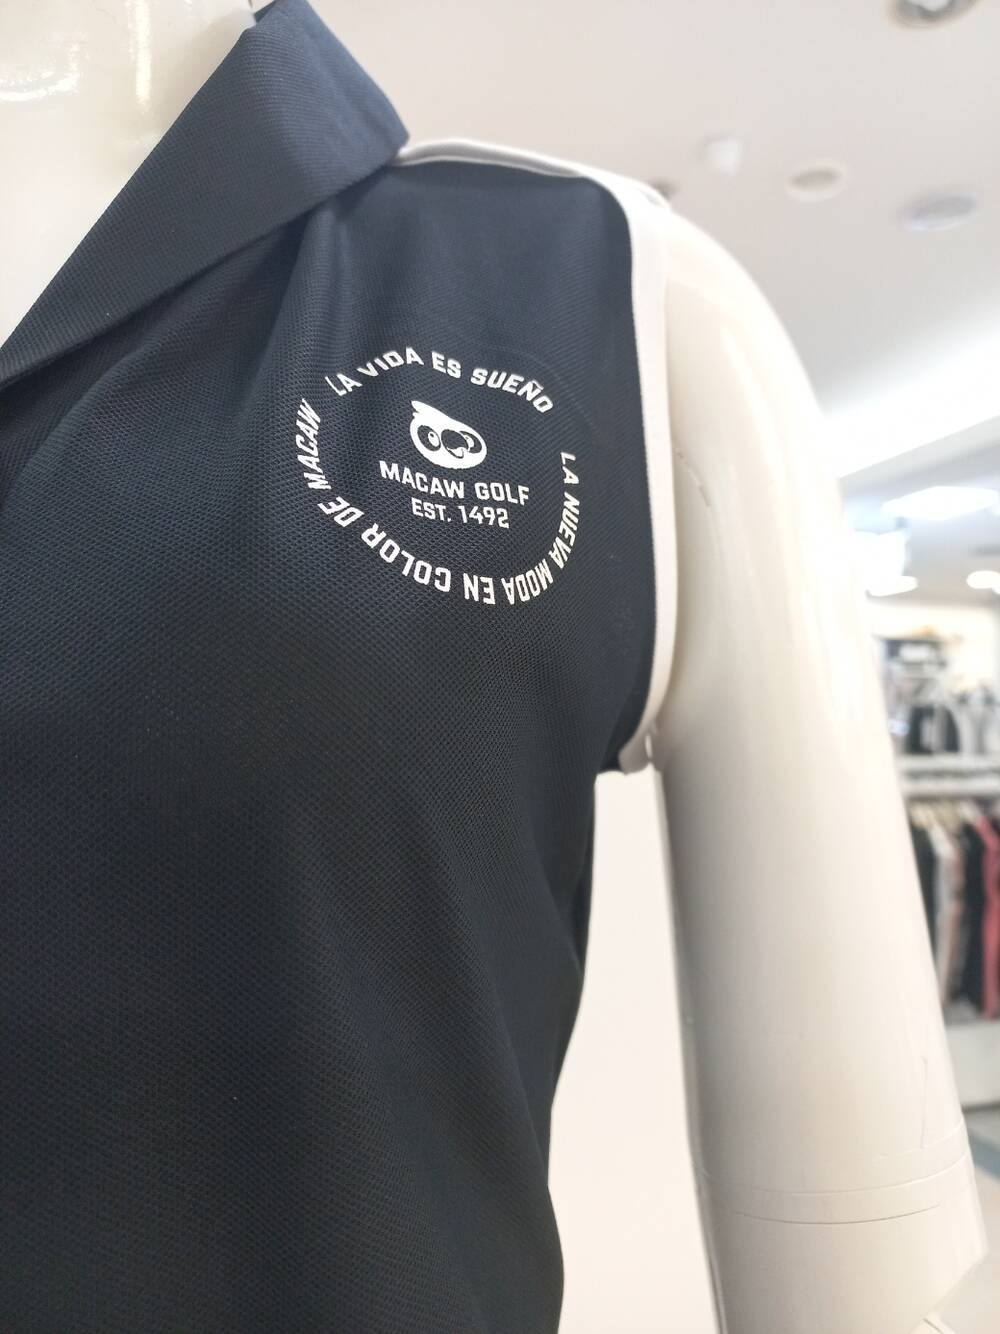 LA VIDA ES SUEÑO
LA NUEVA MODA EN COLOR DE MACAW
MACAW GOLF
EST. 1492